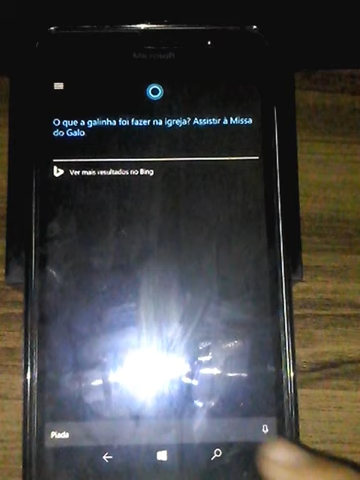 Microsoft
O que a galinha foi fazer na igreja? Assistir à Missa
do Galo.
Ver mais resultados no Bing
Piada